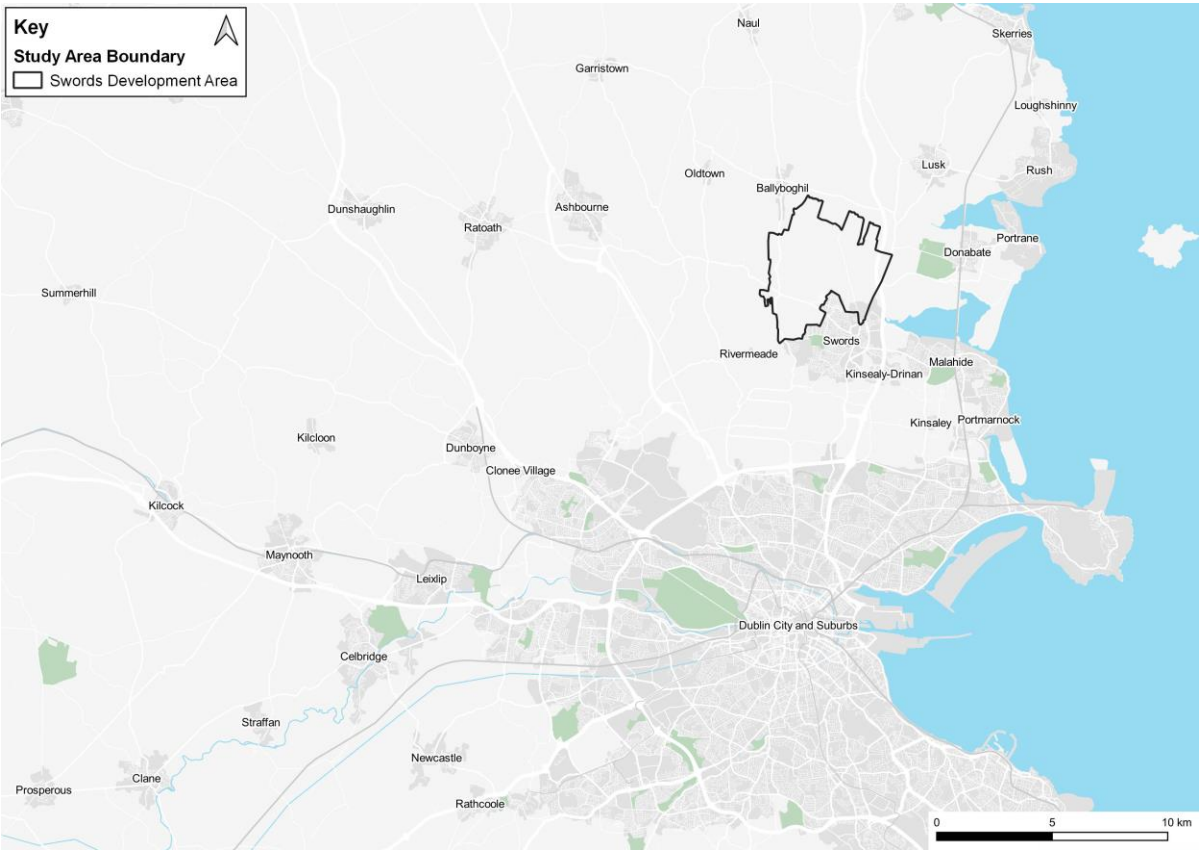 Key
Study Area Boundary
Swords Development Area
Naul
Skerries
Garristown
Loughshinny
Lusk
Rush
Oldtown
Ballyboghil
Dunshaughlin
Ashbourne
Ratoath
Portrane
Donabate
Summerhill
Swords
Rivermeade
Malahide
Kinsealy-Drinan
Kinsaley
Portmarnock
Kilcloon
Dunboyne
Clonee Village
Kilcock
Maynooth
Leixlip
Dublin City and Suburbs
Celbridge
Straffan
Newcastle
Clane
Prosperous
Rathcoole
0 5 10 km